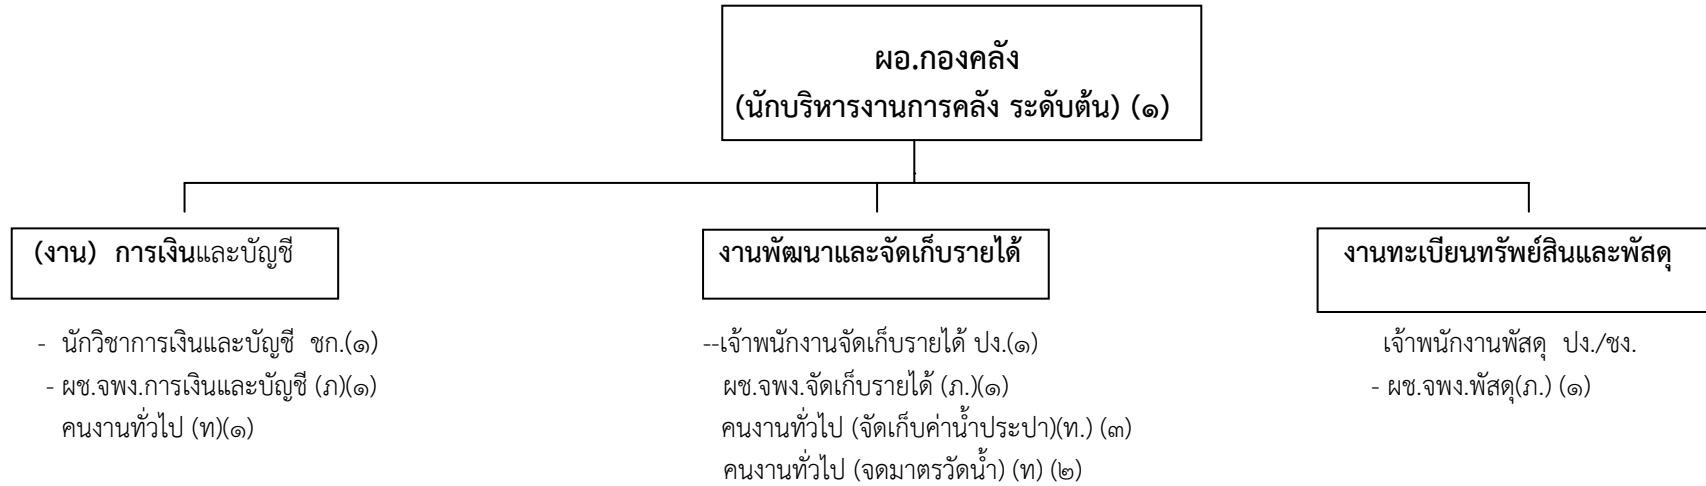 ผอ.กองคลัง
(นักบริหารงานการคลัง ระดับต้น) (๑)
(งาน) การเงินและบัญชี
- นักวิชาการเงินและบัญชี ชก.(๑)
- ผช.จพง.การเงินและบัญชี (ภ)(๑)
คนงานทั่วไป (ท)(๑)
งานพัฒนาและจัดเก็บรายได้
--เจ้าพนักงานจัดเก็บรายได้ ปง.(๑)
ผช.จพง.จัดเก็บรายได้ (ภ.)(๑)
คนงานทั่วไป (จัดเก็บค่าน้ำประปา)(ท.) (๓)
คนงานทั่วไป (จดมาตรวัดน้ำ) (ท) (๒)
งานทะเบียนทรัพย์สินและพัสดุ
เจ้าพนักงานพัสดุ ปง./ชง.
- ผช.จพง.พัสดุ(ภ.) (๑)